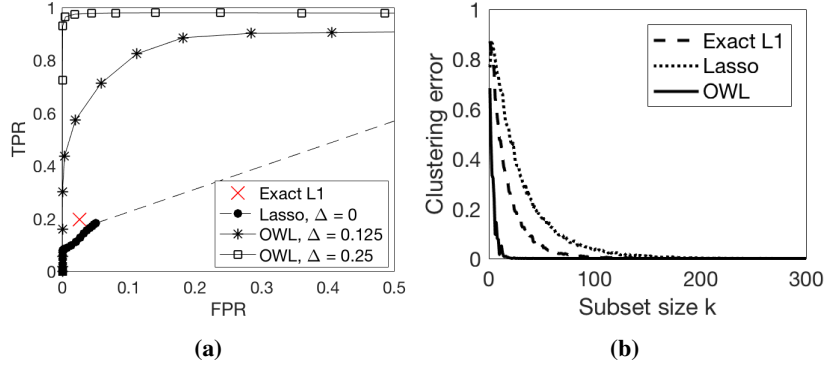 1
0.8
0.6
0.4
0.2
0
TPR
0
0.1
0.2
0.3
0.4
0.5
FPR
Exact L1
Lasso, Δ = 0
OWL, Δ = 0.125
OWL, Δ = 0.25
(a)
1
0.8
0.6
0.4
0.2
0
Clustering error
0
100
200
300
Subset size k
Exact L1
Lasso
OWL
(b)